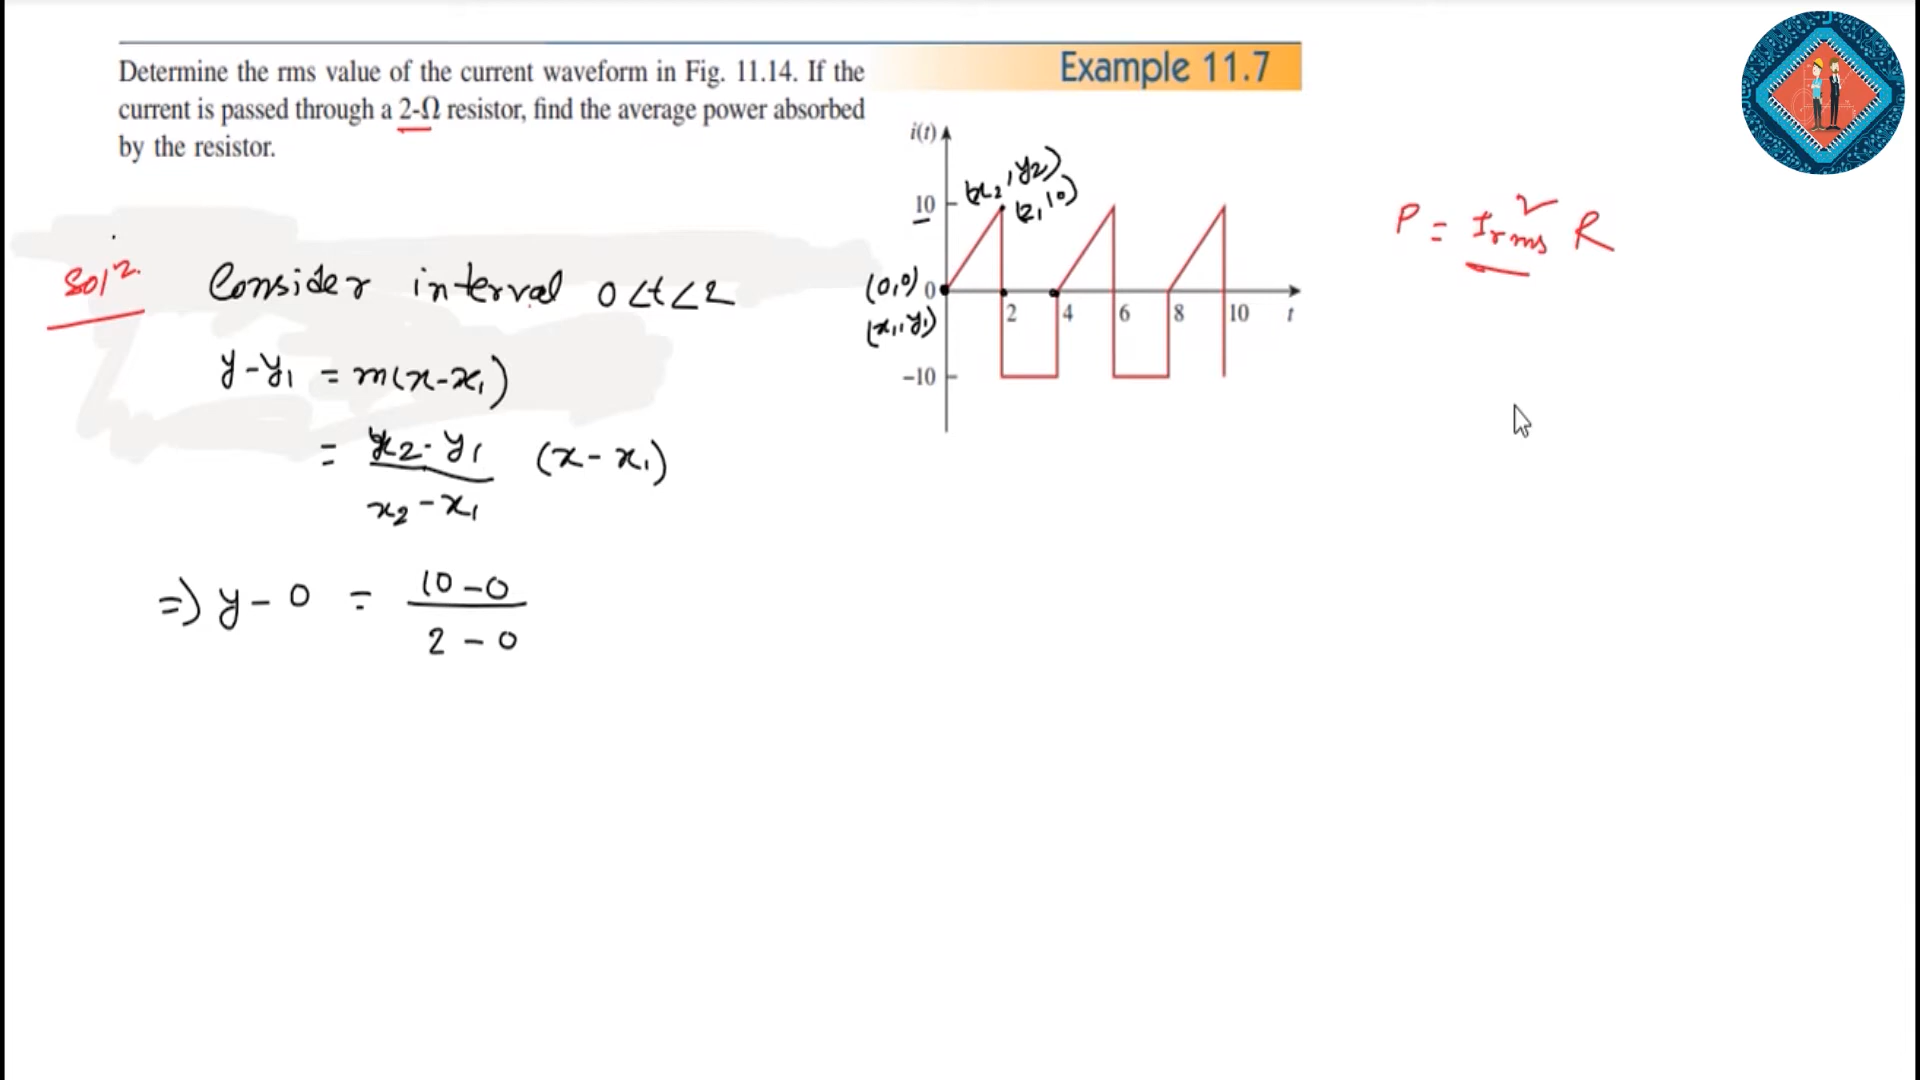 Example 11.7
Determine the rms value of the current waveform in Fig. 11.14. If the
current is passed through a 2-Ω resistor, find the average power absorbed
by the resistor.
i(t)
10
0
-10
2 4 6 8 10 t
(x₂, y₂)
(2, 10)
(0,0)
(x₁, y₁)
P = Irms² R
Solⁿ.
Consider interval 0<t<2
y-y₁ = m(x-x₁)
= y₂-y₁ / x₂-x₁ (x-x₁)
⇒ y-0 = 10-0 / 2-0